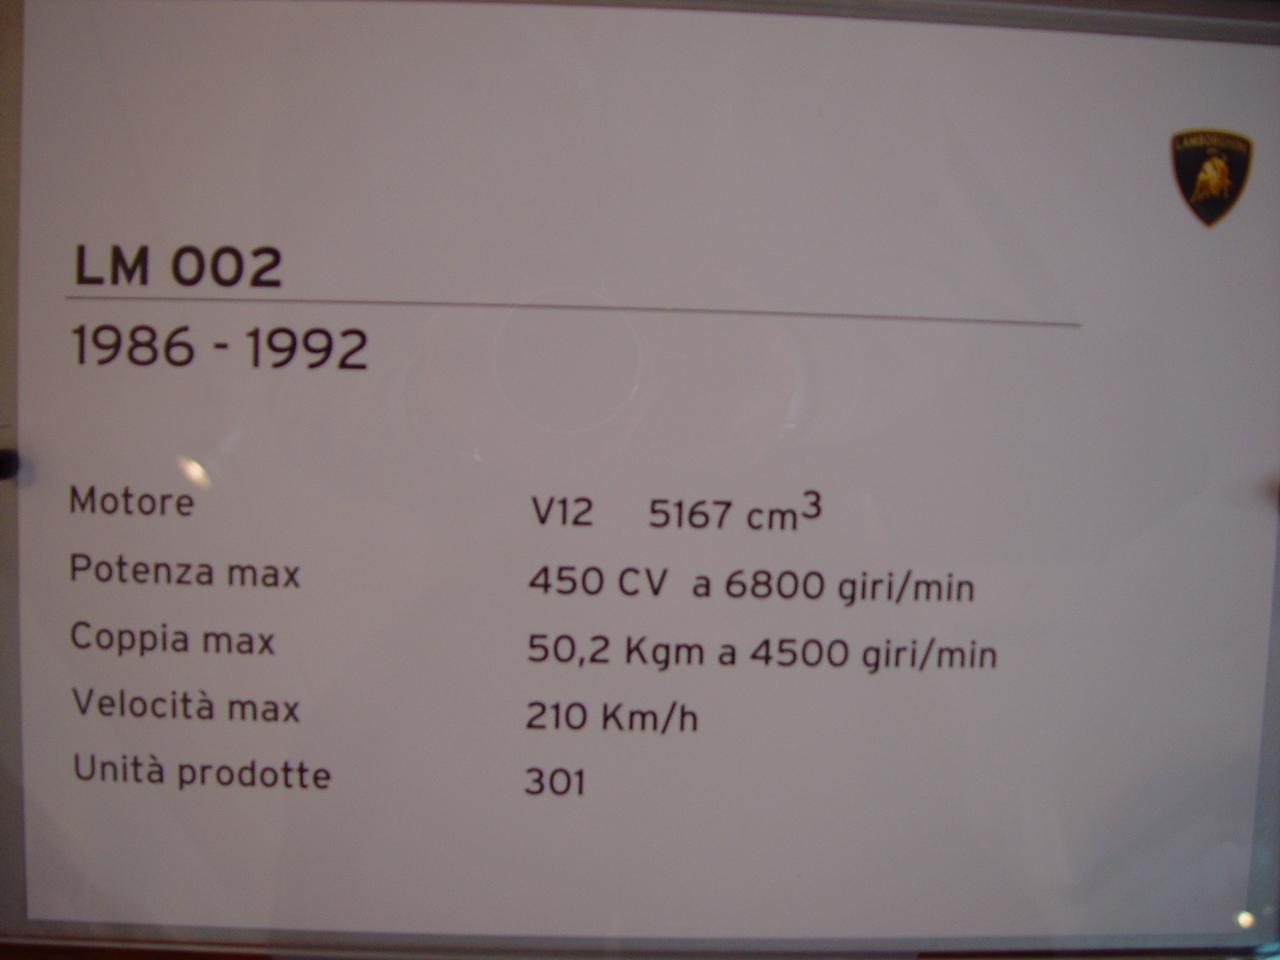 LAMBORGHINI
LM 002
1986 - 1992
Motore V12 5167 cm³
Potenza max 450 CV a 6800 giri/min
Coppia max 50,2 Kgm a 4500 giri/min
Velocità max 210 Km/h
Unità prodotte 301